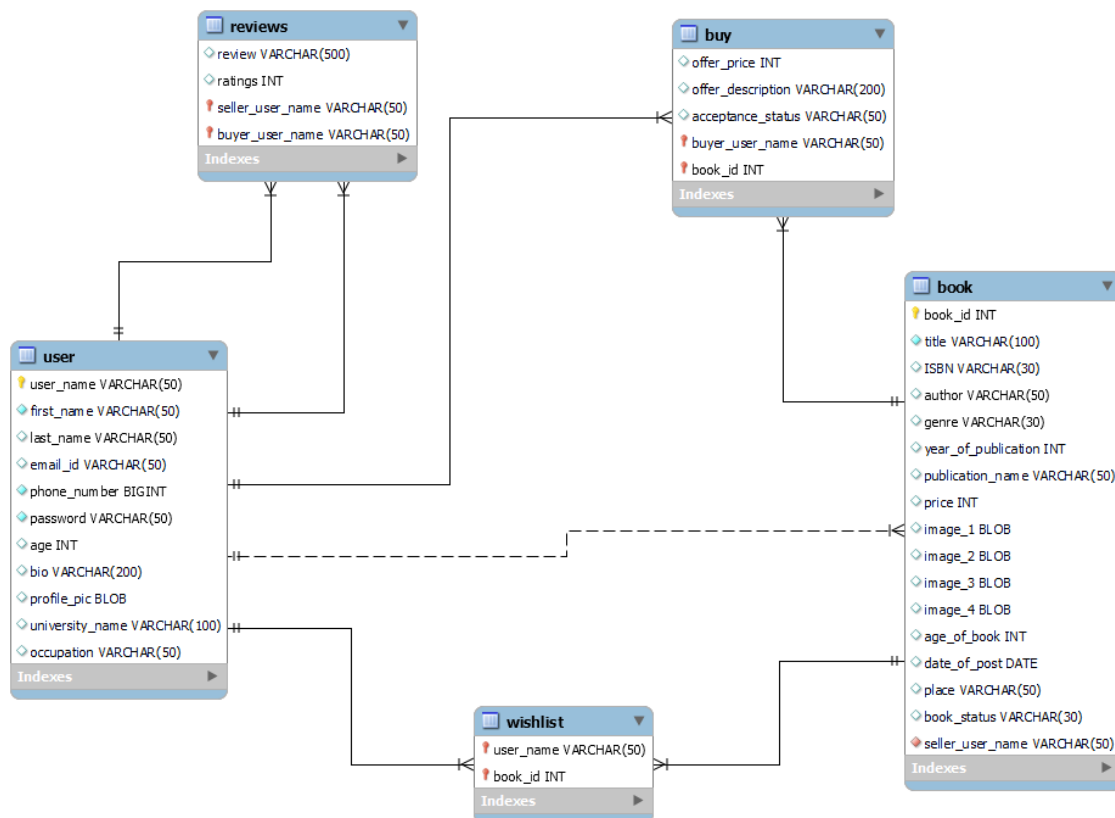 reviews
review VARCHAR(500)
ratings INT
seller_user_name VARCHAR(50)
buyer_user_name VARCHAR(50)
Indexes
buy
offer_price INT
offer_description VARCHAR(200)
acceptance_status VARCHAR(50)
buyer_user_name VARCHAR(50)
book_id INT
Indexes
user
user_name VARCHAR(50)
first_name VARCHAR(50)
last_name VARCHAR(50)
email_id VARCHAR(50)
phone_number BIGINT
password VARCHAR(50)
age INT
bio VARCHAR(200)
profile_pic BLOB
university_name VARCHAR(100)
occupation VARCHAR(50)
Indexes
book
book_id INT
title VARCHAR(100)
ISBN VARCHAR(30)
author VARCHAR(50)
genre VARCHAR(30)
year_of_publication INT
publication_name VARCHAR(50)
price INT
image_1 BLOB
image_2 BLOB
image_3 BLOB
image_4 BLOB
age_of_book INT
date_of_post DATE
place VARCHAR(50)
book_status VARCHAR(30)
seller_user_name VARCHAR(50)
Indexes
wishlist
user_name VARCHAR(50)
book_id INT
Indexes